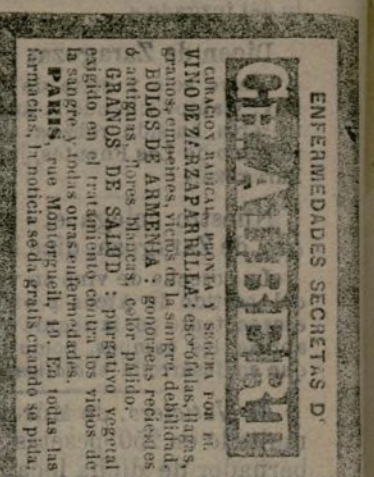 ENFERMEDADES SECRETAS D'
CURACION RADICAL, PRONTA Y SEGURA POR EL
VINO DE ZARZAPARRILLA: escrófulas, llagas,
granos, empeines, vicios de la sangre, debilidad.
BOLOS DE ARMENIA: gonorreas recientes
ó antiguas, flores blancas, color pálido.
GRANOS DE SALUD purgativo vegetal
exigido en el tratamiento contra los vicios de
la sangre y todas otras enfermedades.
PARIS, rue Montorgueil, 19. En todas las
farmacias, la noticia se da gratis cuando se pida.